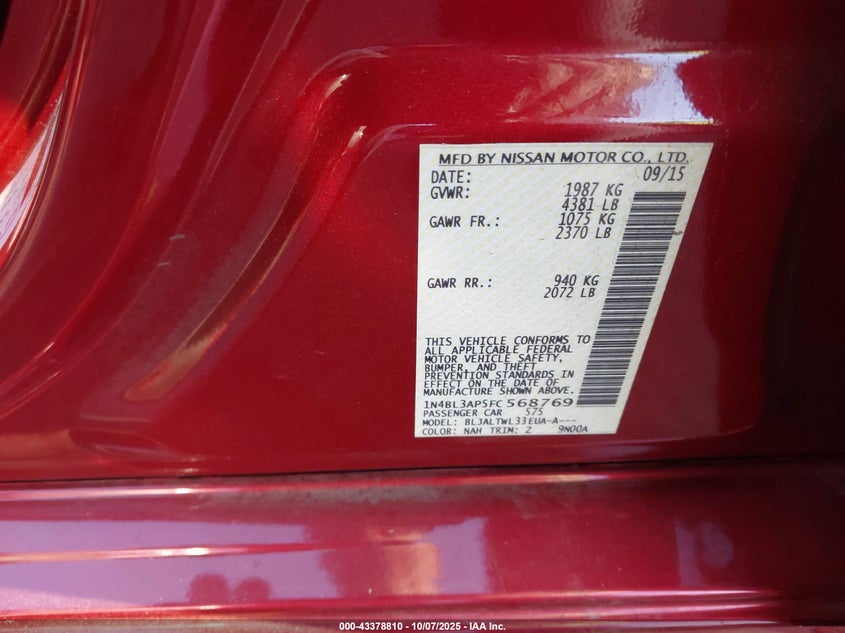 MFD BY NISSAN MOTOR CO., LTD.
DATE: 09/15
GVWR: 1987 KG
4381 LB
GAWR FR.: 1075 KG
2370 LB
GAWR RR.: 940 KG
2072 LB
THIS VEHICLE CONFORMS TO
ALL APPLICABLE FEDERAL
MOTOR VEHICLE SAFETY,
BUMPER, AND THEFT
PREVENTION STANDARDS IN
EFFECT ON THE DATE OF
MANUFACTURE SHOWN ABOVE.
1N4BL3AP5FC568769
PASSENGER CAR 575
MODEL: BLJALTWL33EUA-A---
COLOR: NAH TRIM: Z 9N00A
000-43378810 - 10/07/2025 - IAA Inc.